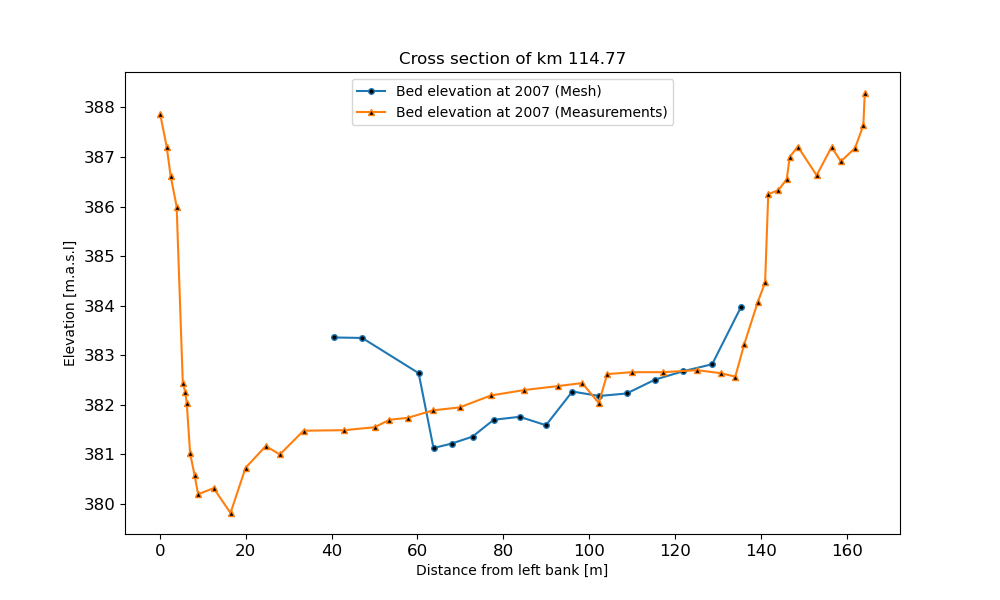 Cross section of km 114.77
Bed elevation at 2007 (Mesh)
Bed elevation at 2007 (Measurements)
388
387
386
385
384
383
382
381
380
Elevation [m.a.s.l]
0 20 40 60 80 100 120 140 160
Distance from left bank [m]